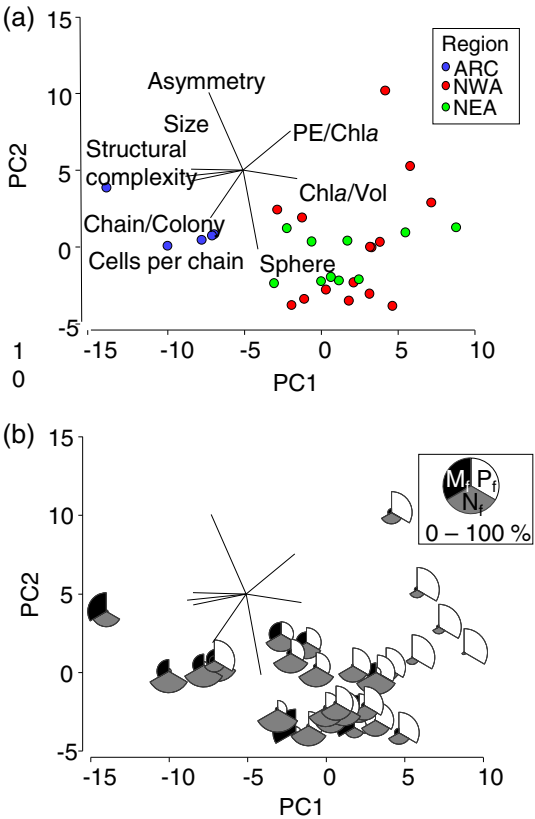 (a)
15
10
5
0
-5
PC2
Asymmetry
Size
Structural
complexity
Chain/Colony
Cells per chain
PE/Chla
Chla/Vol
Sphere
Region
ARC
NWA
NEA
-15 -10 -5 0 5 10
PC1
1
0
(b)
15
10
5
0
-5
PC2
Mf Pf
Nf
0 – 100 %
-15 -10 -5 0 5 10
PC1